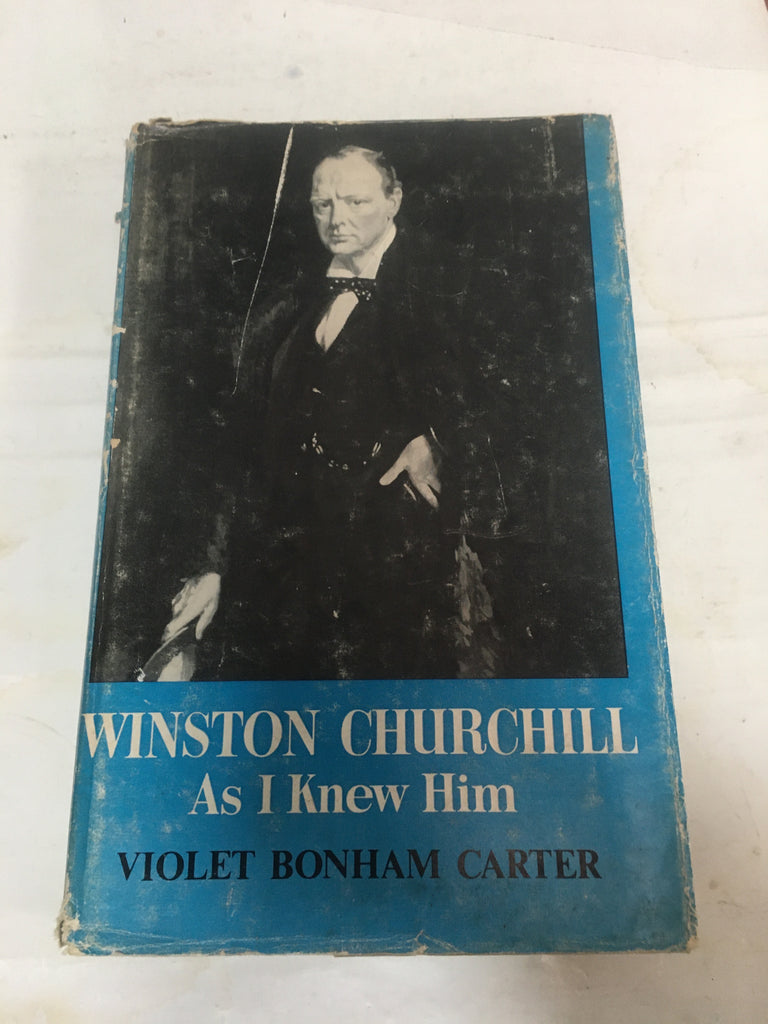 WINSTON CHURCHILL
As I Knew Him
VIOLET BONHAM CARTER